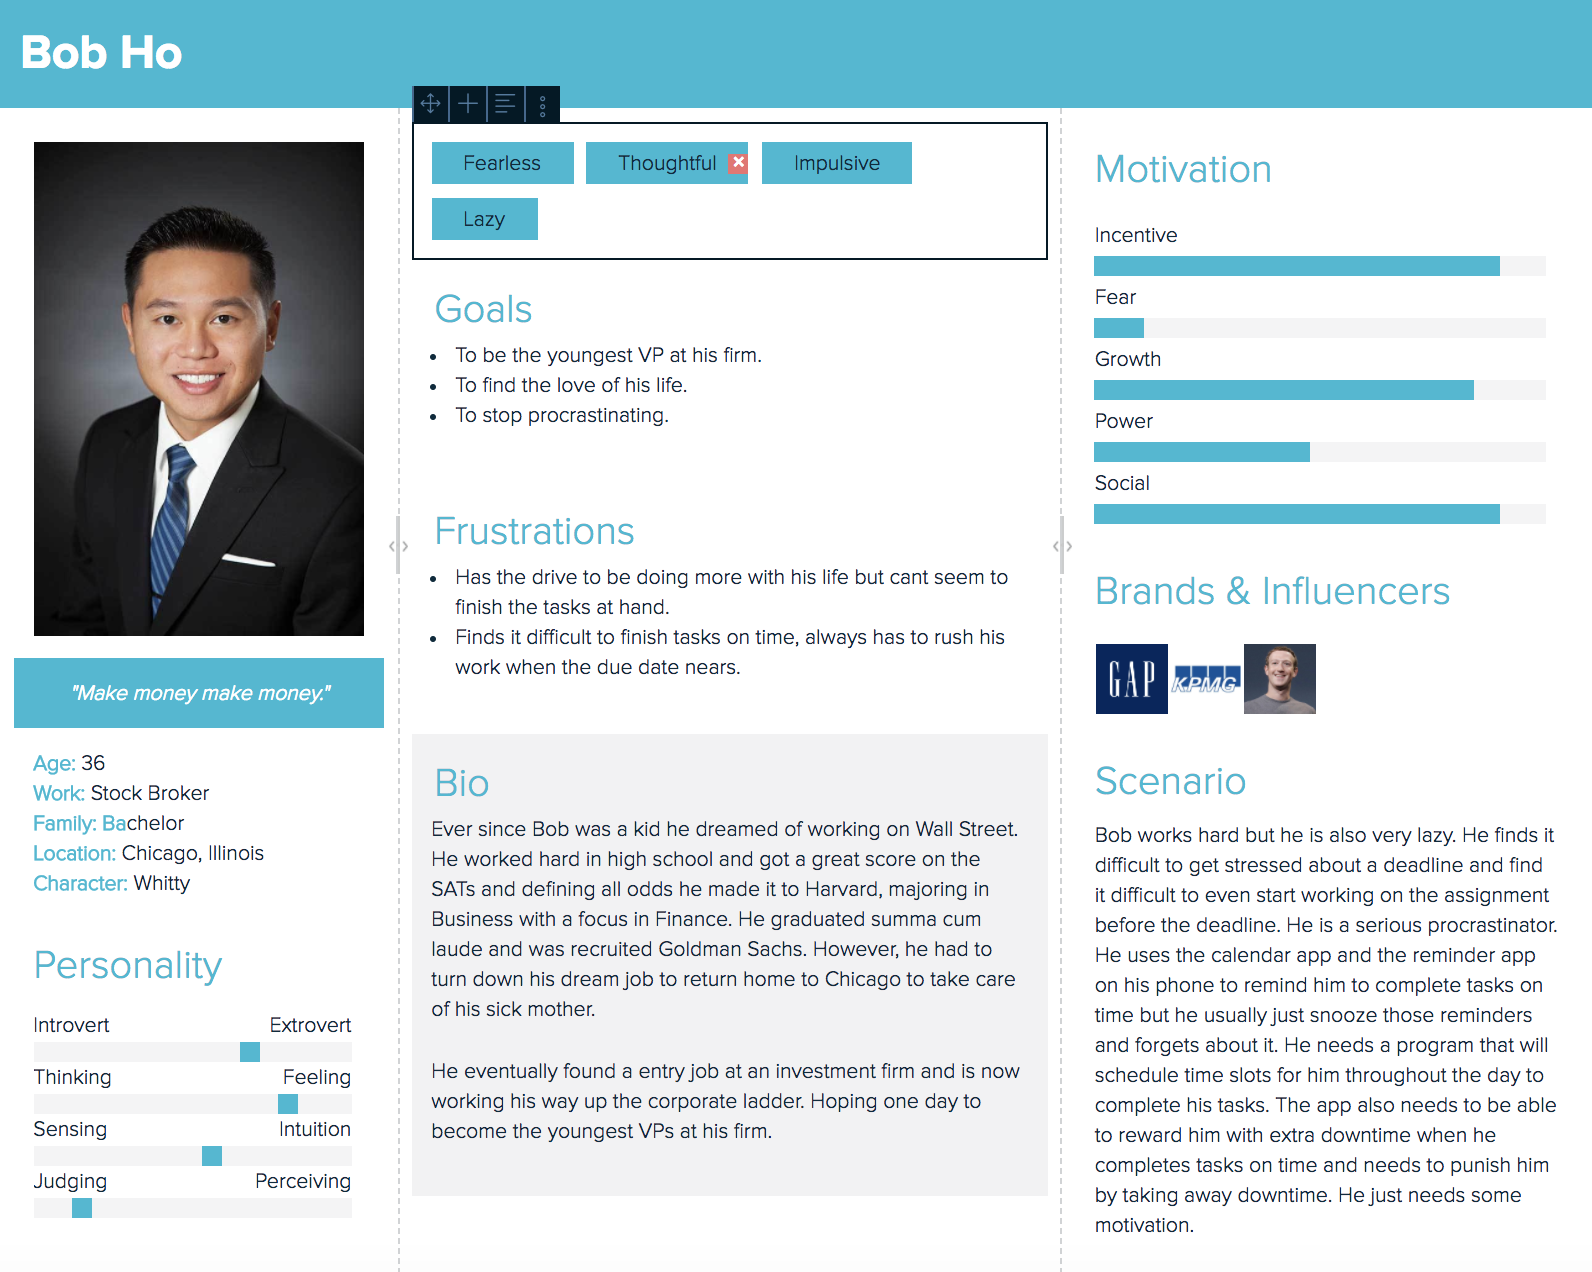 Bob Ho
"Make money make money."
Age: 36
Work: Stock Broker
Family: Bachelor
Location: Chicago, Illinois
Character: Whitty
Personality
Introvert Extrovert
Thinking Feeling
Sensing Intuition
Judging Perceiving
Fearless Thoughtful Impulsive
Lazy
Goals
• To be the youngest VP at his firm.
• To find the love of his life.
• To stop procrastinating.
Frustrations
• Has the drive to be doing more with his life but cant seem to
finish the tasks at hand.
• Finds it difficult to finish tasks on time, always has to rush his
work when the due date nears.
Bio
Ever since Bob was a kid he dreamed of working on Wall Street.
He worked hard in high school and got a great score on the
SATs and defining all odds he made it to Harvard, majoring in
Business with a focus in Finance. He graduated summa cum
laude and was recruited Goldman Sachs. However, he had to
turn down his dream job to return home to Chicago to take care
of his sick mother.
He eventually found a entry job at an investment firm and is now
working his way up the corporate ladder. Hoping one day to
become the youngest VPs at his firm.
Motivation
Incentive
Fear
Growth
Power
Social
Brands & Influencers
GAP KPMG
Scenario
Bob works hard but he is also very lazy. He finds it
difficult to get stressed about a deadline and find
it difficult to even start working on the assignment
before the deadline. He is a serious procrastinator.
He uses the calendar app and the reminder app
on his phone to remind him to complete tasks on
time but he usually just snooze those reminders
and forgets about it. He needs a program that will
schedule time slots for him throughout the day to
complete his tasks. The app also needs to be able
to reward him with extra downtime when he
completes tasks on time and needs to punish him
by taking away downtime. He just needs some
motivation.